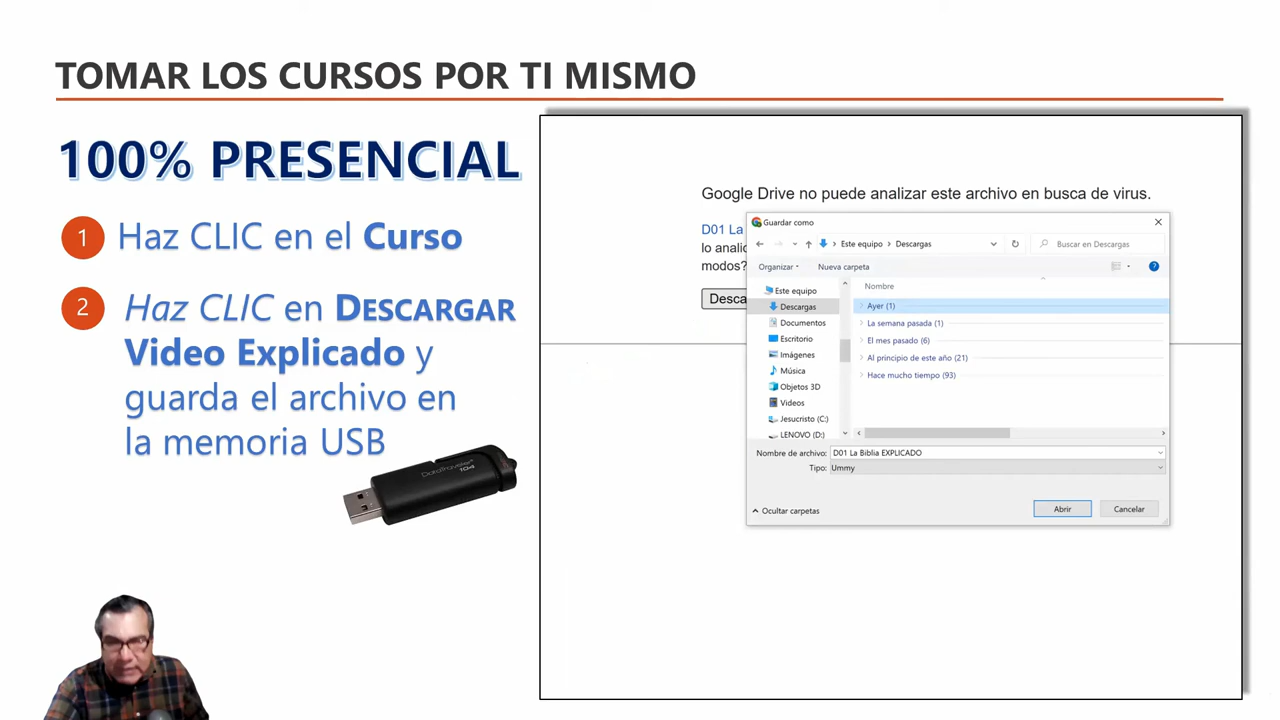 TOMAR LOS CURSOS POR TI MISMO
100% PRESENCIAL
1 Haz CLIC en el Curso
2 Haz CLIC en DESCARGAR
Video Explicado y
guarda el archivo en
la memoria USB
DataTraveler 104
Google Drive no puede analizar este archivo en busca de virus.
D01 La
lo analic
modos?
Desca
Guardar como
Este equipo
Descargas
Buscar en Descargas
Organizar
Nueva carpeta
Este equipo
Descargas
Documentos
Escritorio
Imágenes
Música
Objetos 3D
Videos
Jesucristo (C:)
LENOVO (D:)
Nombre
Ayer (1)
La semana pasada (1)
El mes pasado (6)
Al principio de este año (21)
Hace mucho tiempo (93)
Nombre de archivo: D01 La Biblia EXPLICADO
Tipo: Ummy
Ocultar carpetas
Abrir
Cancelar